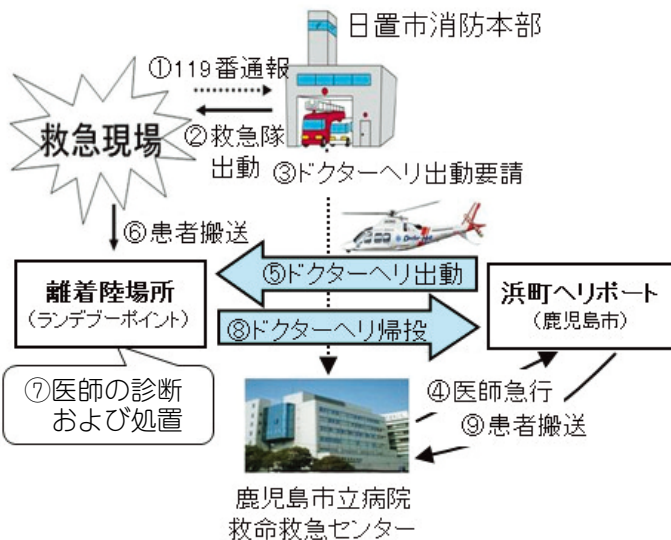 日置市消防本部
①119番通報
救急現場
②救急隊
出動
③ドクターヘリ出動要請
⑥患者搬送
⑤ドクターヘリ出動
離着陸場所
(ランデブーポイント)
浜町ヘリポート
(鹿児島市)
⑧ドクターヘリ帰投
⑦医師の診断
および処置
④医師急行
⑨患者搬送
鹿児島市立病院
救命救急センター